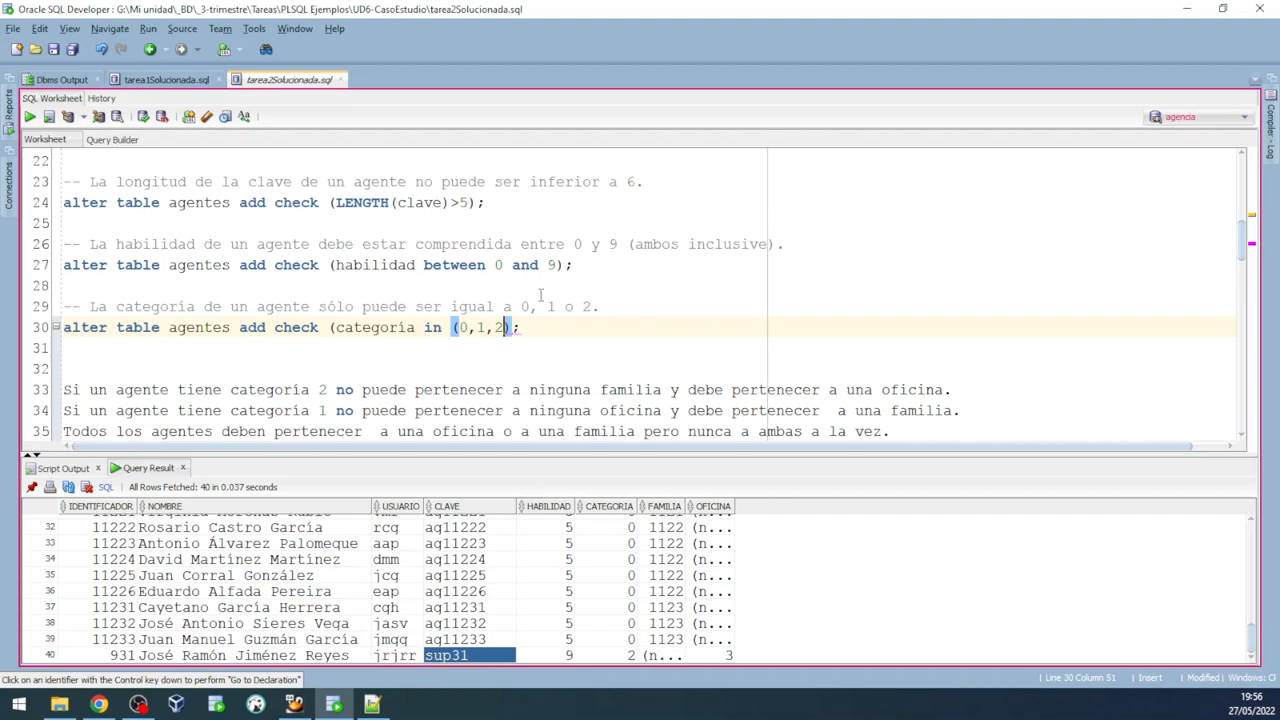 Oracle SQL Developer : G:\Mi unidad\_BD\_3-trimestre\Tareas\PLSQL Ejemplos\UD6-CasoEstudio\tarea2Solucionada.sql
File Edit View Navigate Run Source Team Tools Window Help
Dbms Output tarea1Solucionada.sql tarea2Solucionada.sql
SQL Worksheet History
agencia
Worksheet Query Builder
Reports
Connections
Compiler - Log
22
23 -- La longitud de la clave de un agente no puede ser inferior a 6.
24 alter table agentes add check (LENGTH(clave)>5);
25
26 -- La habilidad de un agente debe estar comprendida entre 0 y 9 (ambos inclusive).
27 alter table agentes add check (habilidad between 0 and 9);
28
29 -- La categoría de un agente sólo puede ser igual a 0, 1 o 2.
30 alter table agentes add check (categoría in (0,1,2);
31
32
33 Si un agente tiene categoría 2 no puede pertenecer a ninguna familia y debe pertenecer a una oficina.
34 Si un agente tiene categoría 1 no puede pertenecer a ninguna oficina y debe pertenecer  a una familia.
35 Todos los agentes deben pertenecer  a una oficina o a una familia pero nunca a ambas a la vez.
Script Output Query Result
SQL All Rows Fetched: 40 in 0.037 seconds
IDENTIFICADOR NOMBRE USUARIO CLAVE HABILIDAD CATEGORIA FAMILIA OFICINA
32 11222 Rosario Castro García rcg ag11222 5 0 1122 (n...
33 11223 Antonio Álvarez Palomeque aap ag11223 5 0 1122 (n...
34 11224 David Martínez Martínez dmm ag11224 5 0 1122 (n...
35 11225 Juan Corral González jcg ag11225 5 0 1122 (n...
36 11226 Eduardo Alfada Pereira eap ag11226 5 0 1122 (n...
37 11231 Cayetano García Herrera cgh ag11231 5 0 1123 (n...
38 11232 José Antonio Sieres Vega jasv ag11232 5 0 1123 (n...
39 11233 Juan Manuel Guzmán García jmgg ag11233 5 0 1123 (n...
40 931 José Ramón Jiménez Reyes jrjrr sup31 9 2 (n... 3
Click on an identifier with the Control key down to perform "Go to Declaration"
Line 30 Column 51 Insert Modified Windows: Cl
19:56
27/05/2022